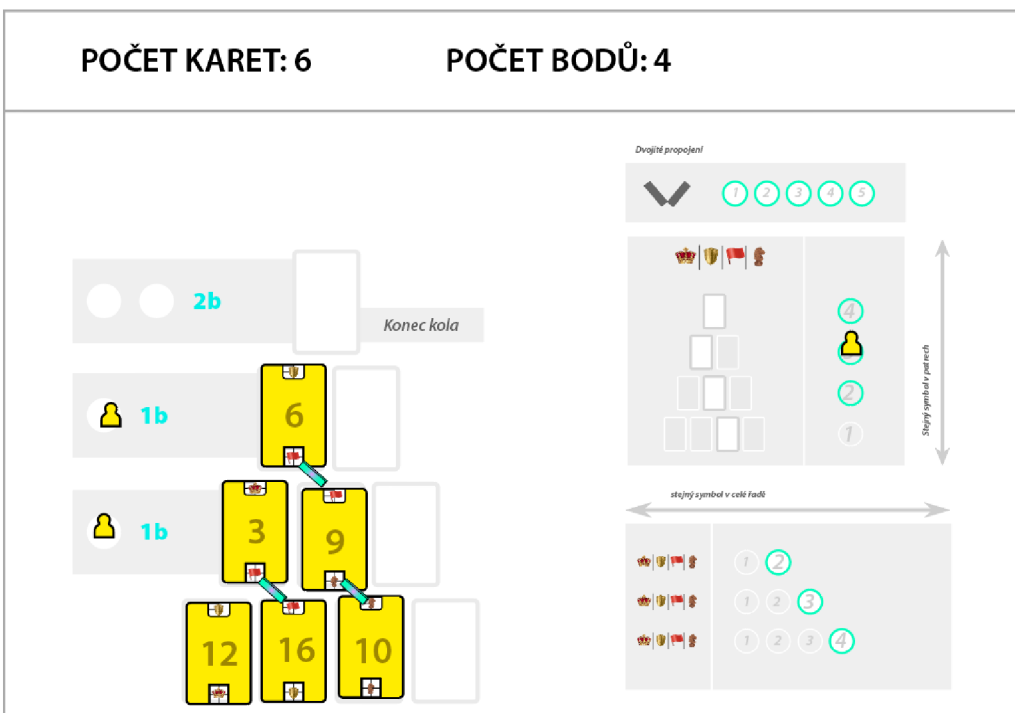 POČET KARET: 6
POČET BODŮ: 4
Dvojité propojení
1 2 3 4 5
2b
Konec kola
4
6
1b
2
Stejný symbol v patrech
1
3
9
1b
stejný symbol v celé řadě
1 2
12
16
10
1 2 3
1 2 3 4